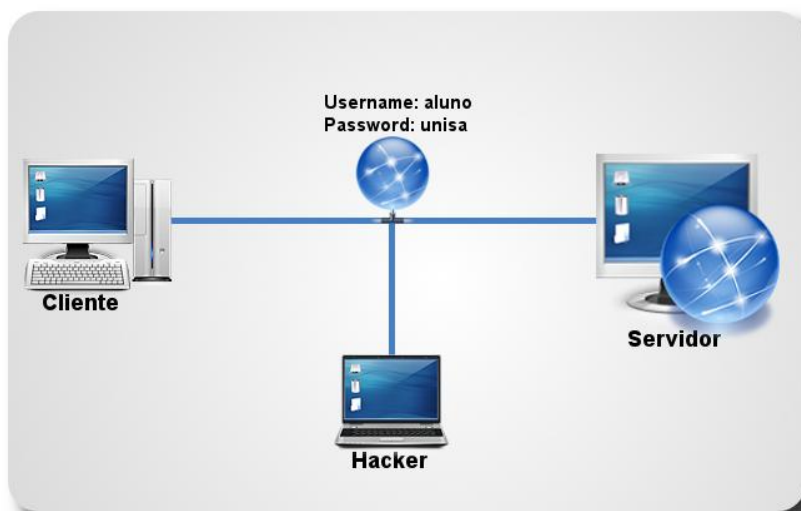 Username: aluno
Password: unisa
Cliente
Servidor
Hacker